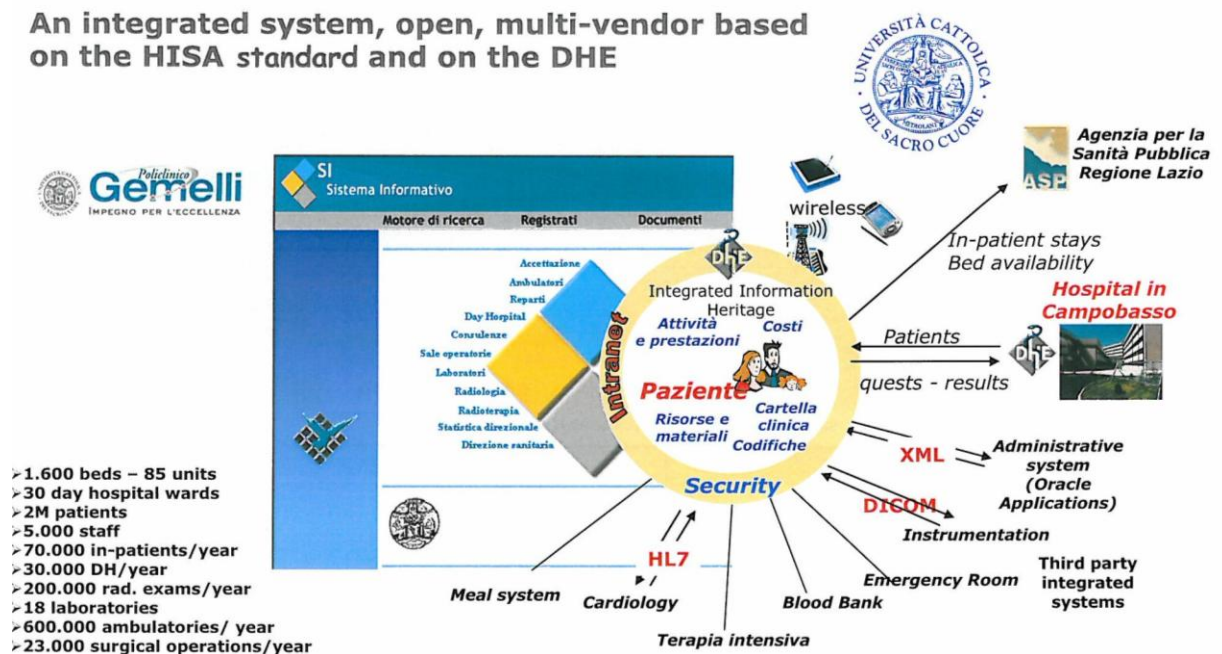 An integrated system, open, multi-vendor based
on the HISA standard and on the DHE
UNIVERSITÀ CATTOLICA
DEL SACRO CUORE
Policlinico
Gemelli
IMPEGNO PER L'ECCELLENZA
SI
Sistema Informativo
Motore di ricerca
Registrati
Documenti
Accettazione
Ambulatori
Reparti
Day Hospital
Consulenze
Sale operatorie
Laboratori
Radiologia
Radioterapia
Statistica direzionale
Direzione sanitaria
wireless
ASP
Agenzia per la
Sanità Pubblica
Regione Lazio
In-patient stays
Bed availability
DhE
Integrated Information
Heritage
Intranet
Attività
e prestazioni
Costi
Paziente
Risorse e
materiali
Cartella
clinica
Codifiche
Security
Hospital in
Campobasso
DhE
Patients
quests - results
XML
Administrative
system
(Oracle
Applications)
DICOM
Instrumentation
HL7
Meal system
Cardiology
Terapia intensiva
Blood Bank
Emergency Room
Third party
integrated
systems
➢1.600 beds – 85 units
➢30 day hospital wards
➢2M patients
➢5.000 staff
➢70.000 in-patients/year
➢30.000 DH/year
➢200.000 rad. exams/year
➢18 laboratories
➢600.000 ambulatories/ year
➢23.000 surgical operations/year